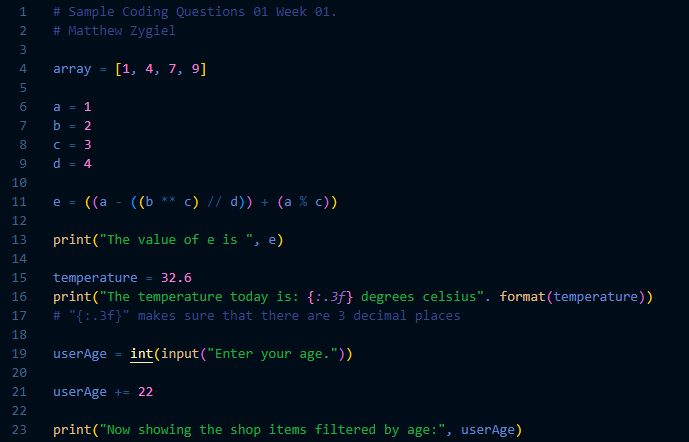 1 # Sample Coding Questions 01 Week 01.
2 # Matthew Zygiel
3
4 array = [1, 4, 7, 9]
5
6 a = 1
7 b = 2
8 c = 3
9 d = 4
10
11 e = ((a - ((b ** c) // d)) + (a % c))
12
13 print("The value of e is ", e)
14
15 temperature = 32.6
16 print("The temperature today is: {:.3f} degrees celsius". format(temperature))
17 # "{:.3f}" makes sure that there are 3 decimal places
18
19 userAge = int(input("Enter your age."))
20
21 userAge += 22
22
23 print("Now showing the shop items filtered by age:", userAge)